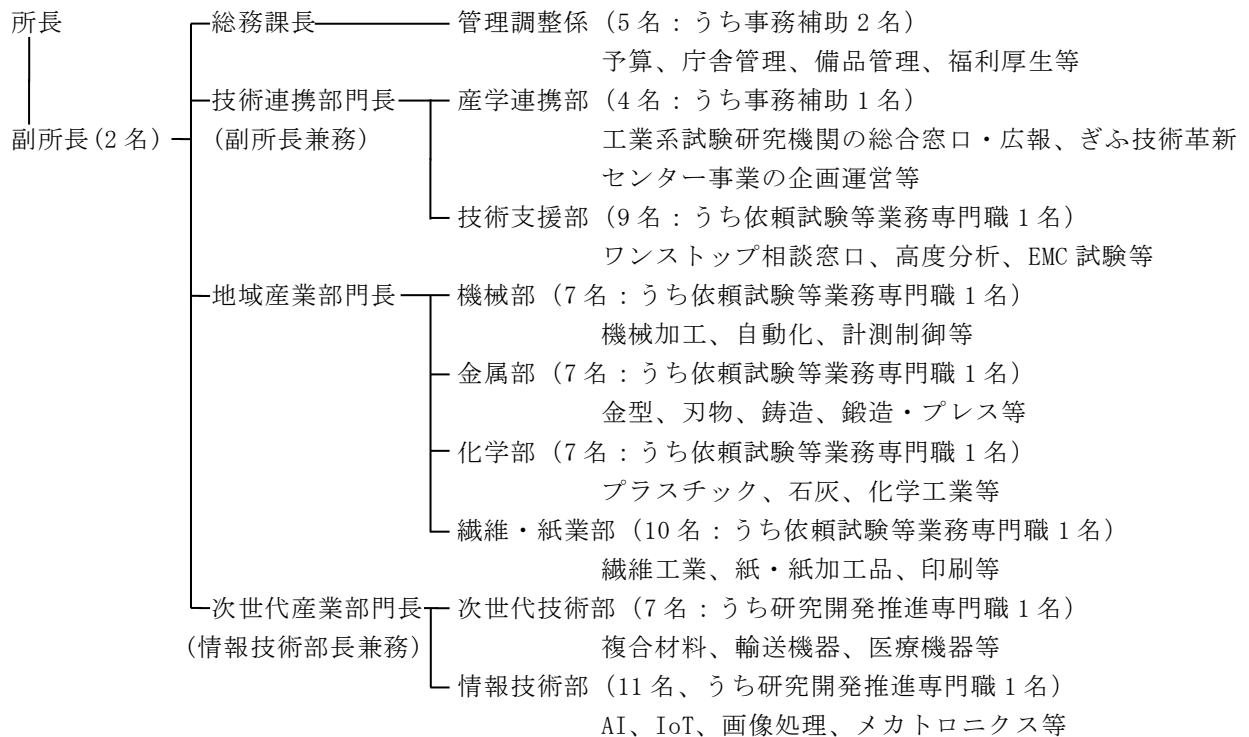 所長 総務課長 管理調整係（5名：うち事務補助2名）
予算、庁舎管理、備品管理、福利厚生等
技術連携部門長 産学連携部（4名：うち事務補助1名）
副所長(2名) (副所長兼務) 工業系試験研究機関の総合窓口・広報、ぎふ技術革新
センター事業の企画運営等
技術支援部（9名：うち依頼試験等業務専門職1名）
ワンストップ相談窓口、高度分析、EMC試験等
地域産業部門長 機械部（7名：うち依頼試験等業務専門職1名）
機械加工、自動化、計測制御等
金属部（7名：うち依頼試験等業務専門職1名）
金型、刃物、鋳造、鍛造・プレス等
化学部（7名：うち依頼試験等業務専門職1名）
プラスチック、石灰、化学工業等
繊維・紙業部（10名：うち依頼試験等業務専門職1名）
繊維工業、紙・紙加工品、印刷等
次世代産業部門長 次世代技術部（7名：うち研究開発推進専門職1名）
(情報技術部長兼務) 複合材料、輸送機器、医療機器等
情報技術部（11名、うち研究開発推進専門職1名）
AI、IoT、画像処理、メカトロニクス等